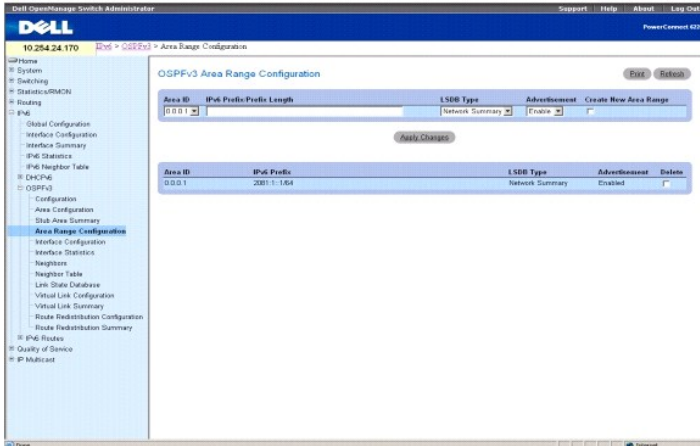 Dell OpenManage Switch Administrator
Support Help About Log Out
DELL
PowerConnect 622
10.254.24.170
IPv6 > OSPFv3 > Area Range Configuration
Home
System
Switching
Statistics/RMON
Routing
IPv6
Global Configuration
Interface Configuration
Interface Summary
IPv6 Statistics
IPv6 Neighbor Table
DHCPv6
OSPFv3
Configuration
Area Configuration
Stub Area Summary
Area Range Configuration
Interface Configuration
Interface Statistics
Neighbors
Neighbor Table
Link State Database
Virtual Link Configuration
Virtual Link Summary
Route Redistribution Configuration
Route Redistribution Summary
IPv6 Routes
Quality of Service
IP Multicast
OSPFv3 Area Range Configuration
Print Refresh
Area ID IPv6 Prefix/Prefix Length LSDB Type Advertisement Create New Area Range
0.0.0.1 Network Summary Enable
Apply Changes
Area ID IPv6 Prefix LSDB Type Advertisement Delete
0.0.0.1 2081:1::1/64 Network Summary Enabled
Done
Internet